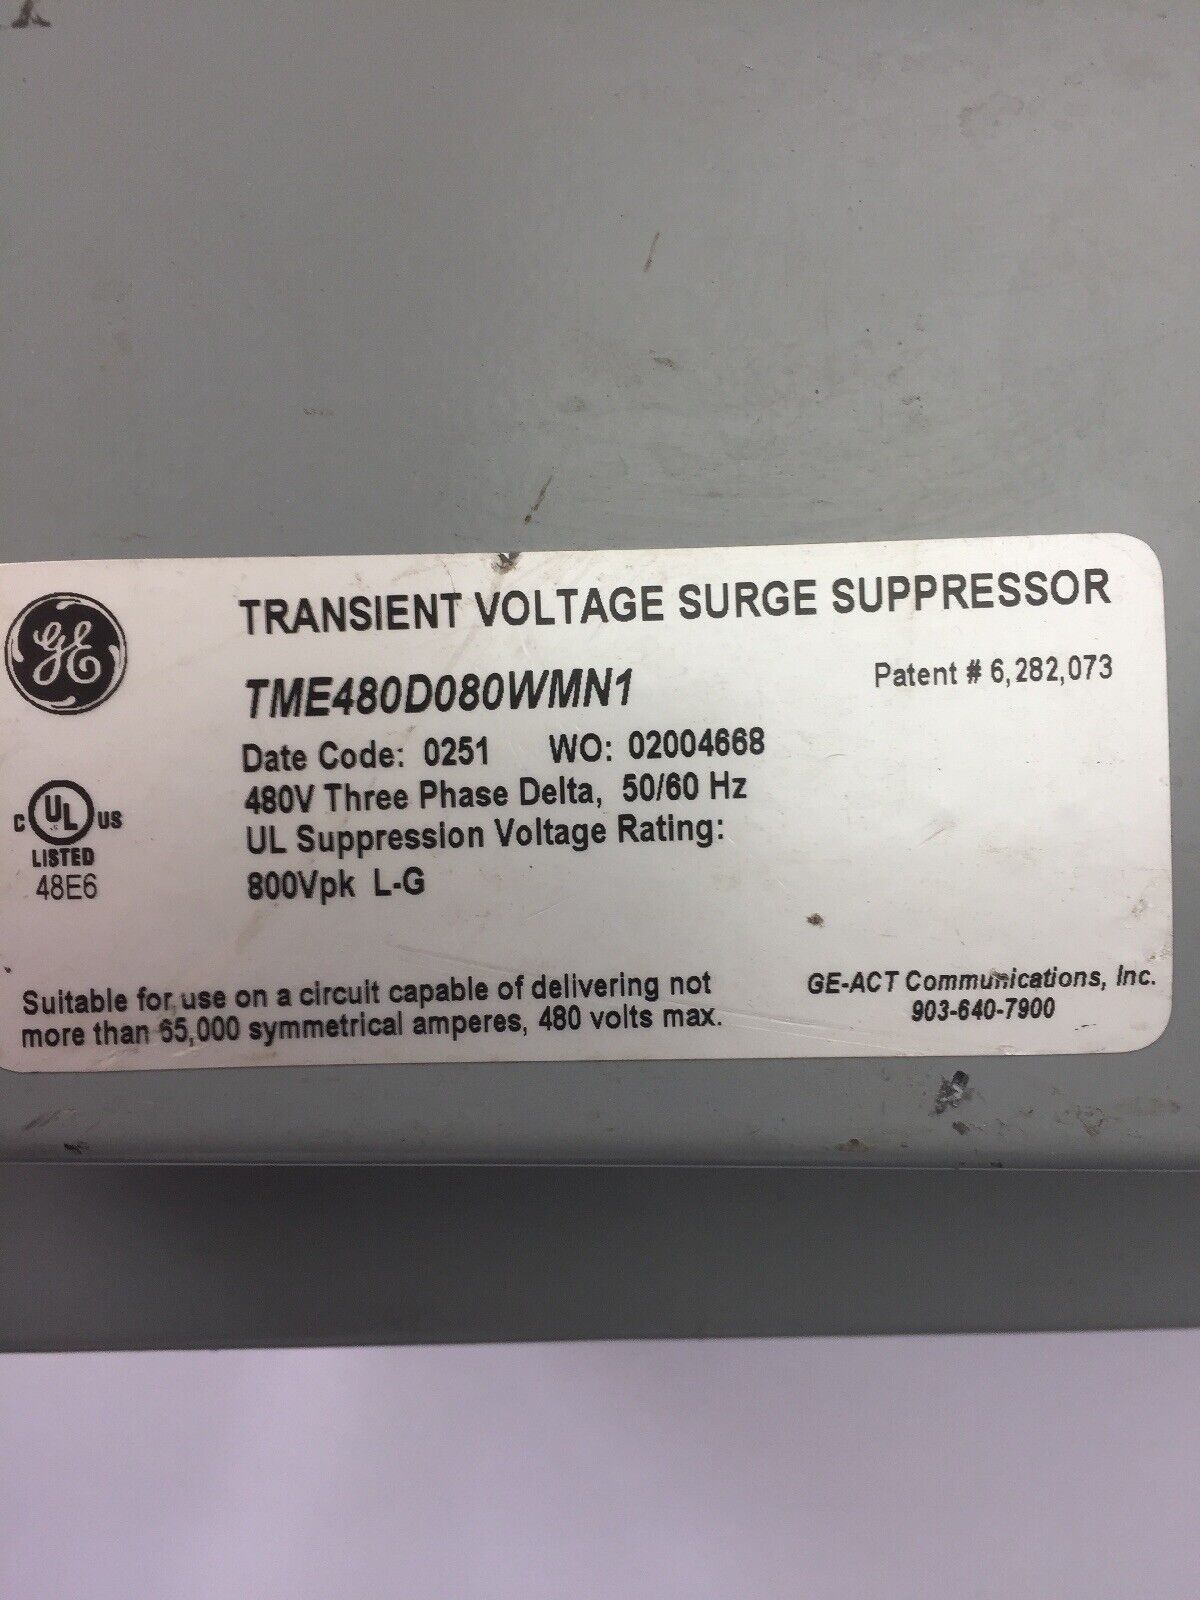 GE
TRANSIENT VOLTAGE SURGE SUPPRESSOR
TME480D080WMN1
Patent # 6,282,073
Date Code: 0251 WO: 02004668
480V Three Phase Delta, 50/60 Hz
UL Suppression Voltage Rating:
800Vpk L-G
C UL US
LISTED
48E6
Suitable for use on a circuit capable of delivering not
more than 65,000 symmetrical amperes, 480 volts max.
GE-ACT Communications, Inc.
903-640-7900